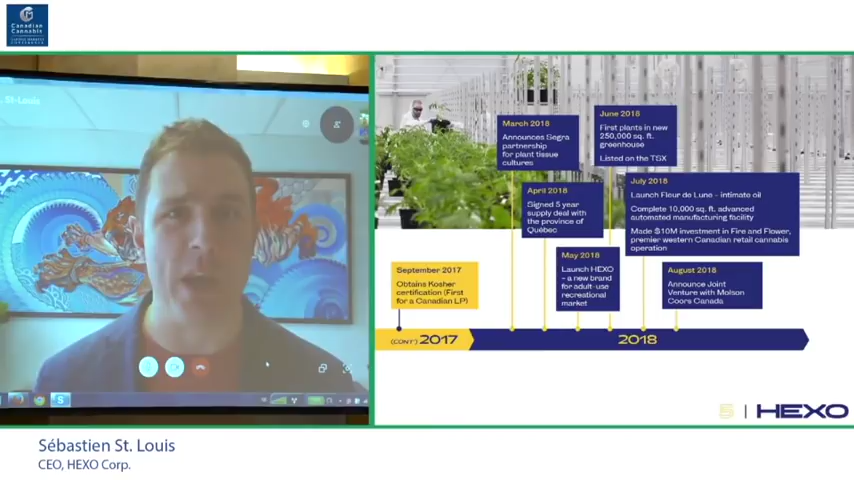 Canadian
Cannabis
St-Louis
March 2018
Announces Segra
partnership
for plant tissue
cultures
June 2018
First plants in new
250,000 sq. ft.
greenhouse
Listed on the TSX
April 2018
Signed 5 year
supply deal with
the province of
Québec
July 2018
Launch Fleur de Lune - intimate oil
Complete 10,000 sq. ft. advanced
automated manufacturing facility
Made $10M investment in Fire and Flower,
premier western Canadian retail cannabis
operation
May 2018
Launch HEXO
- a new brand
for adult-use
recreational
market
September 2017
Obtains Kosher
certification (First
for a Canadian LP)
August 2018
Announce Joint
Venture with Molson
Coors Canada
(CONT') 2017
2018
5 | HEXO
Sébastien St. Louis
CEO, HEXO Corp.